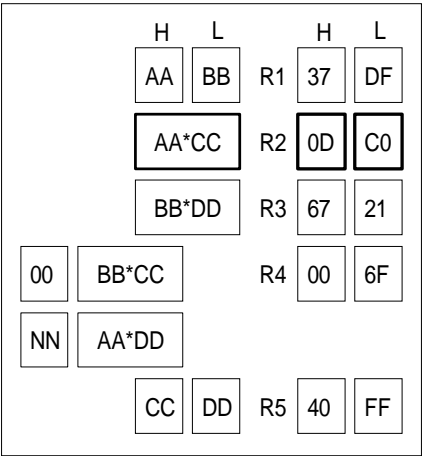 H L H L
AA BB R1 37 DF
AA*CC R2 0D C0
BB*DD R3 67 21
00 BB*CC R4 00 6F
NN AA*DD
CC DD R5 40 FF